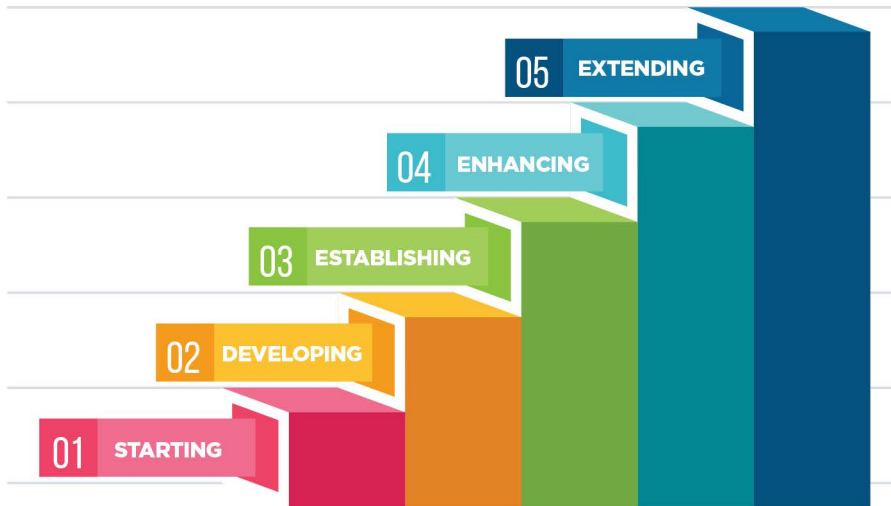 05 EXTENDING
04 ENHANCING
03 ESTABLISHING
02 DEVELOPING
01 STARTING